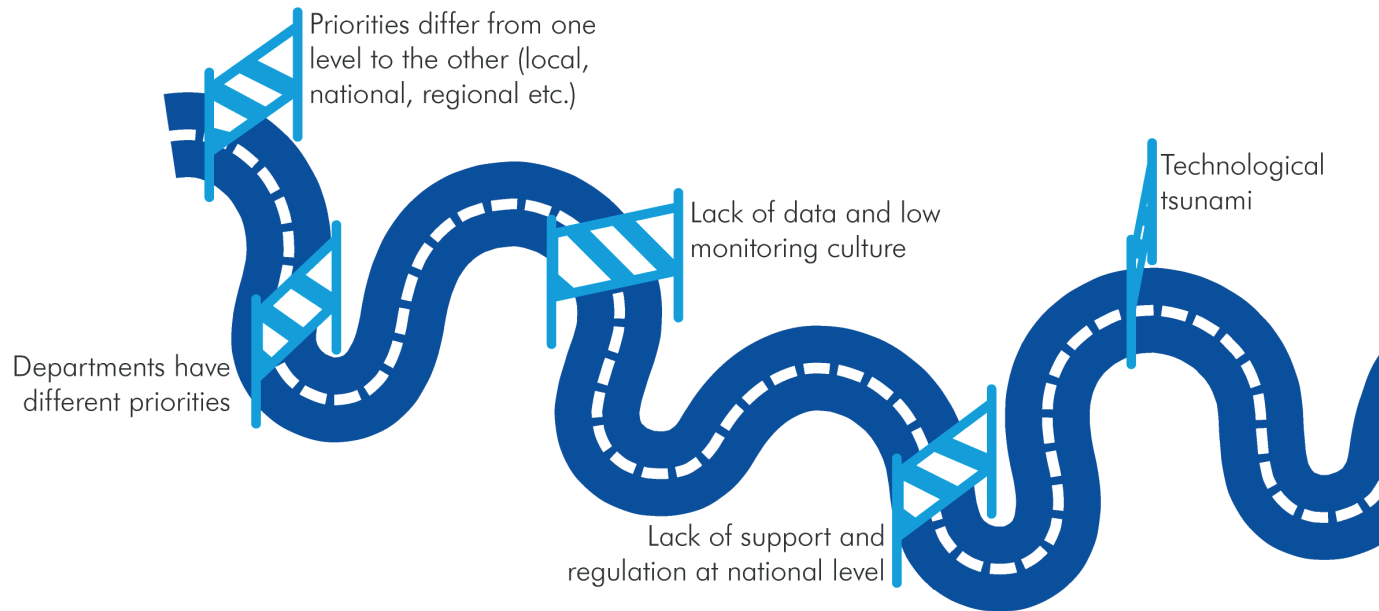 Priorities differ from one
level to the other (local,
national, regional etc.)
Departments have
different priorities
Lack of data and low
monitoring culture
Lack of support and
regulation at national level
Technological
tsunami